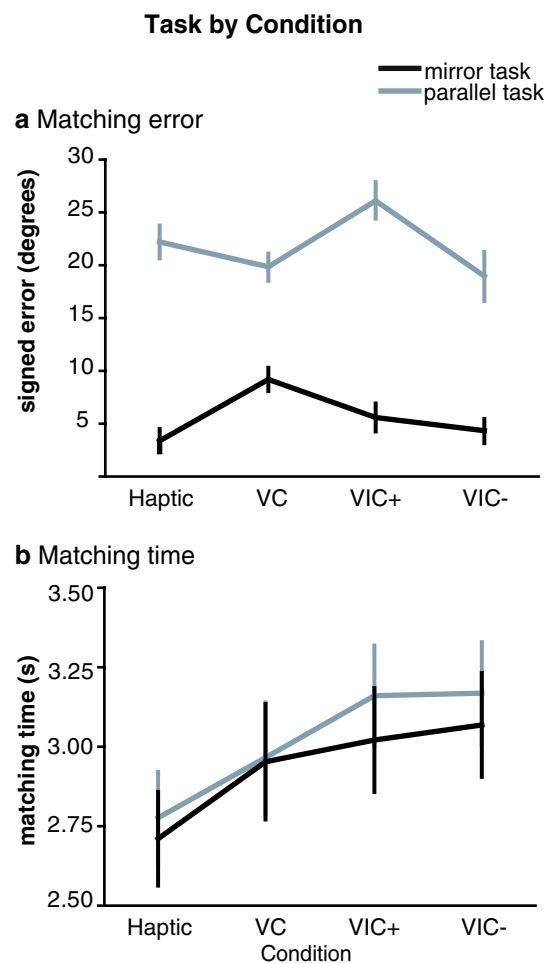 Task by Condition
mirror task
parallel task
a Matching error
signed error (degrees)
30
25
20
15
10
5
Haptic VC VIC+ VIC-
b Matching time
matching time (s)
3.50
3.25
3.00
2.75
2.50
Haptic VC VIC+ VIC-
Condition